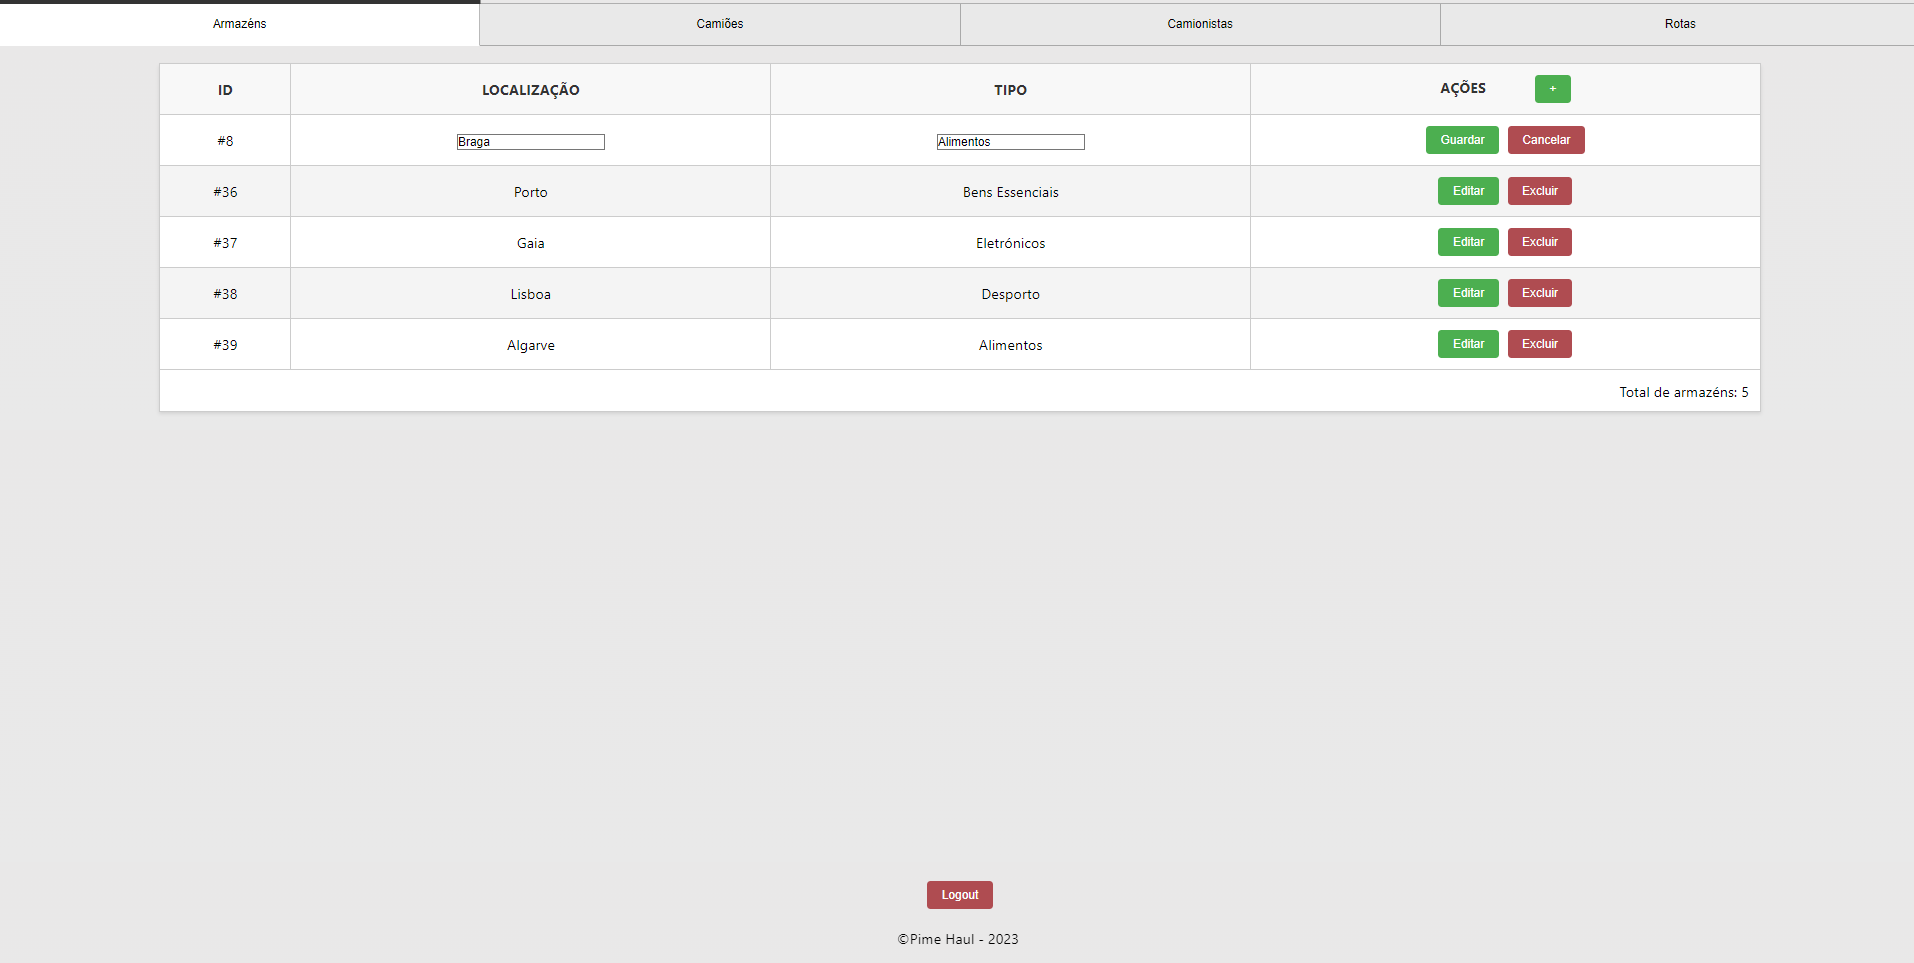 Armazéns Camiões Camionistas Rotas
ID LOCALIZAÇÃO TIPO AÇÕES +
#8 Braga Alimentos Guardar Cancelar
#36 Porto Bens Essenciais Editar Excluir
#37 Gaia Eletrónicos Editar Excluir
#38 Lisboa Desporto Editar Excluir
#39 Algarve Alimentos Editar Excluir
Total de armazéns: 5
Logout
©Pime Haul - 2023